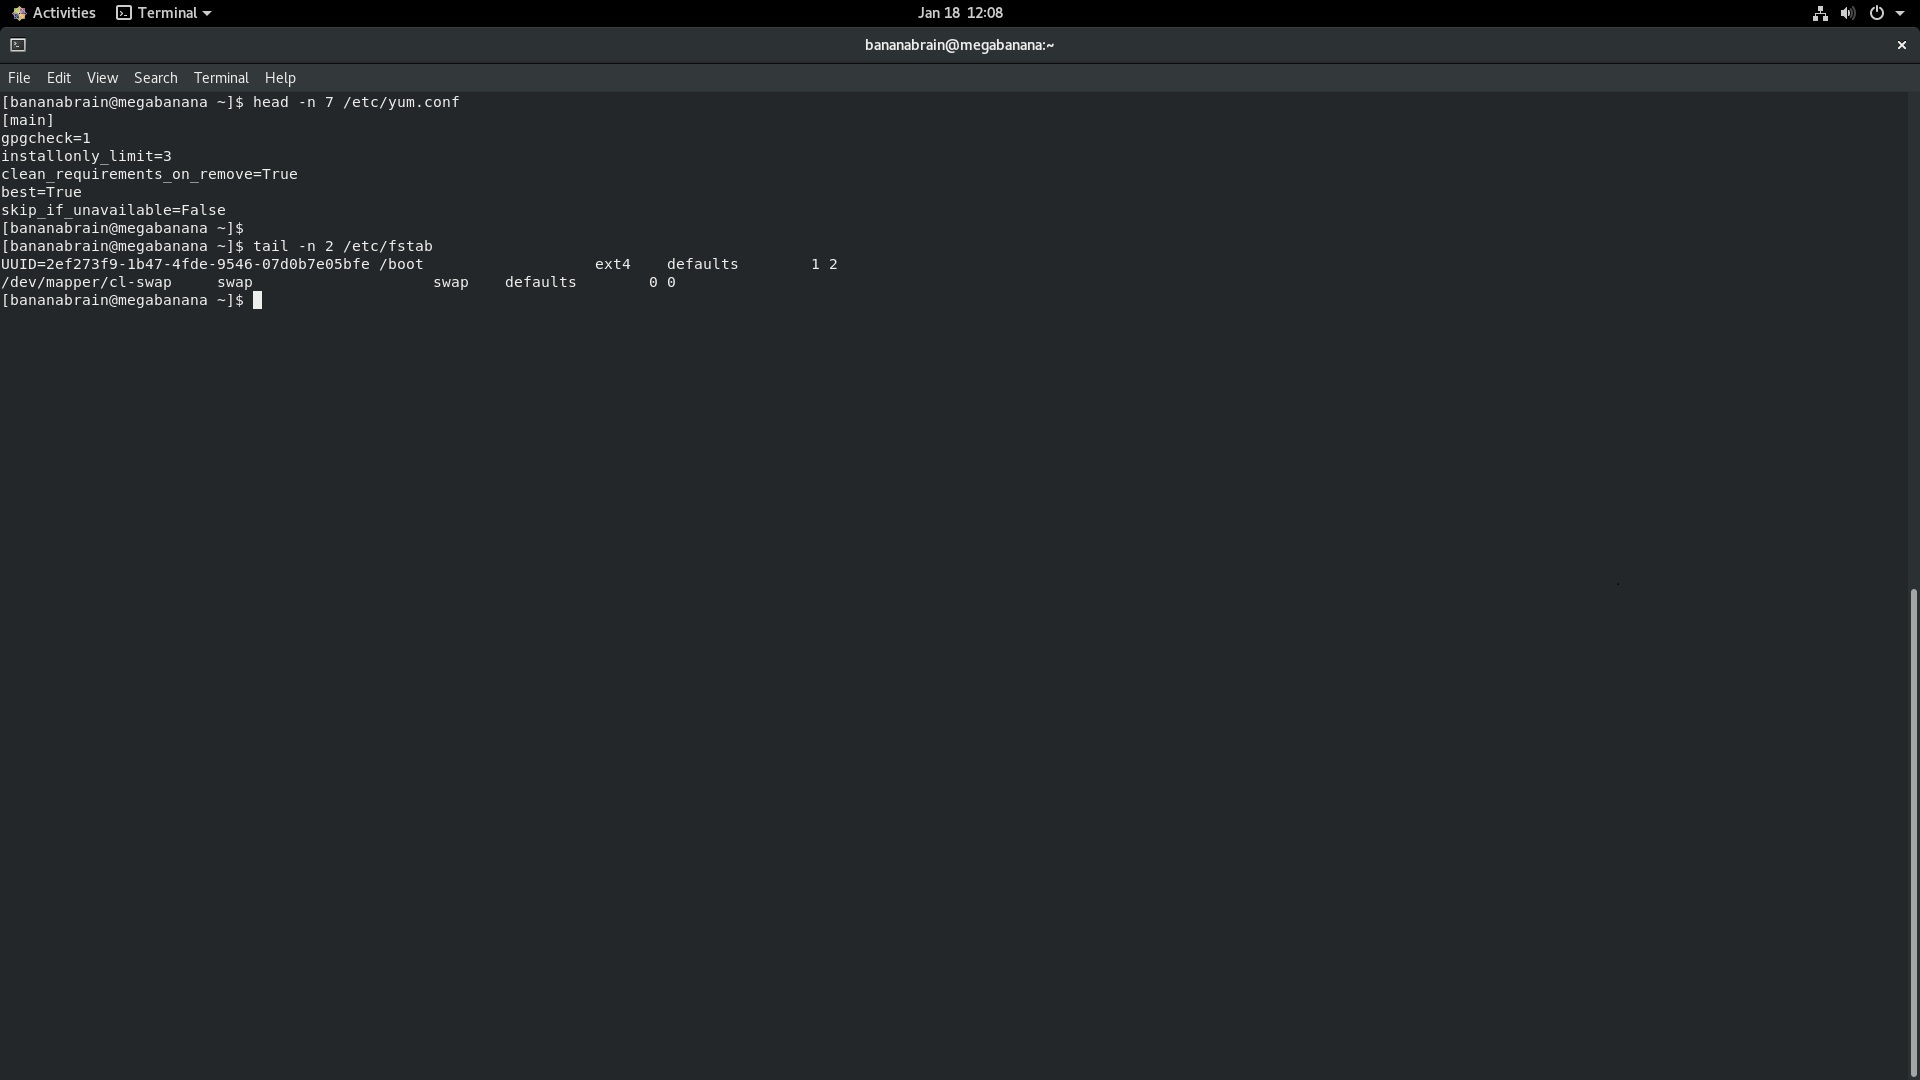 Activities Terminal Jan 18 12:08
bananabrain@megabanana:~ ×
File Edit View Search Terminal Help
[bananabrain@megabanana ~]$ head -n 7 /etc/yum.conf
[main]
gpgcheck=1
installonly_limit=3
clean_requirements_on_remove=True
best=True
skip_if_unavailable=False
[bananabrain@megabanana ~]$
[bananabrain@megabanana ~]$ tail -n 2 /etc/fstab
UUID=2ef273f9-1b47-4fde-9546-07d0b7e05bfe /boot                   ext4    defaults        1 2
/dev/mapper/cl-swap     swap                    swap    defaults        0 0
[bananabrain@megabanana ~]$